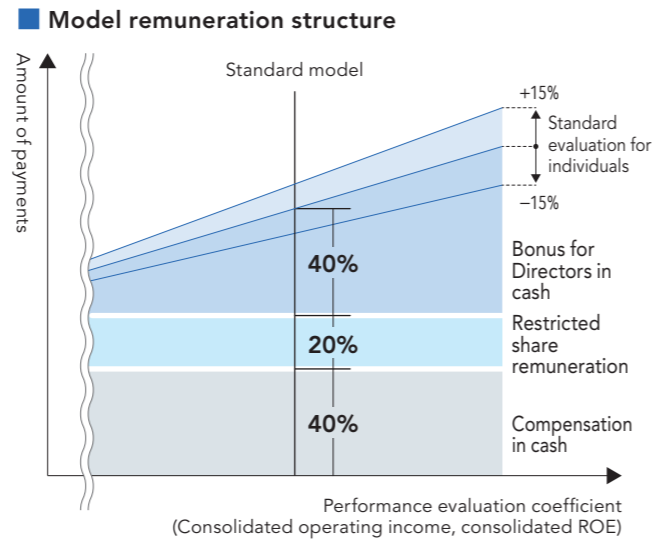 Model remuneration structure
Amount of payments
Standard model
+15%
Standard
evaluation for
individuals
−15%
40%
Bonus for
Directors in
cash
20%
Restricted
share
remuneration
40%
Compensation
in cash
Performance evaluation coefficient
(Consolidated operating income, consolidated ROE)